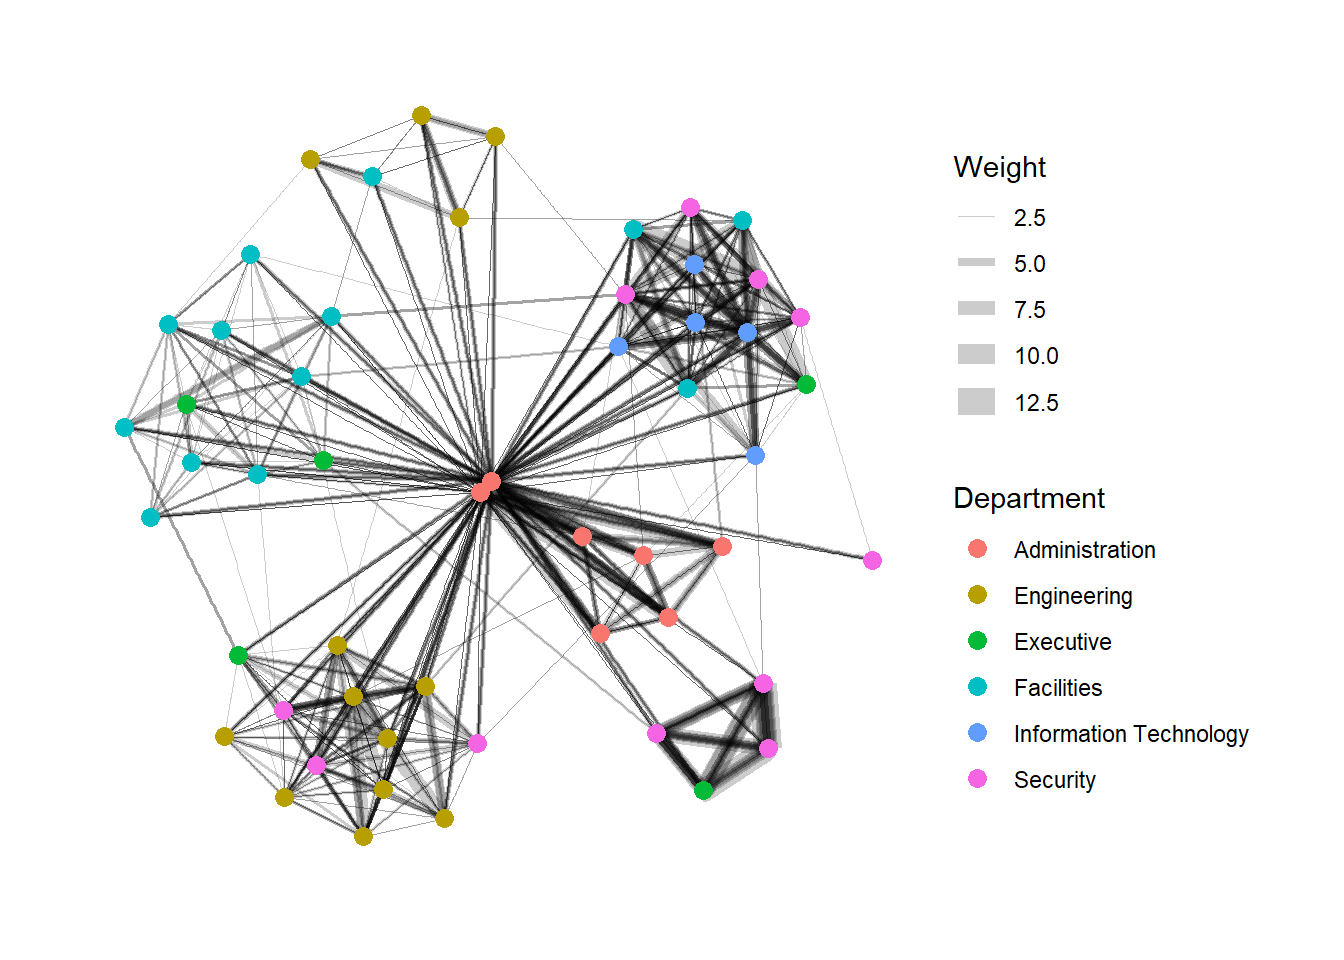 Weight
2.5
5.0
7.5
10.0
12.5
Department
Administration
Engineering
Executive
Facilities
Information Technology
Security